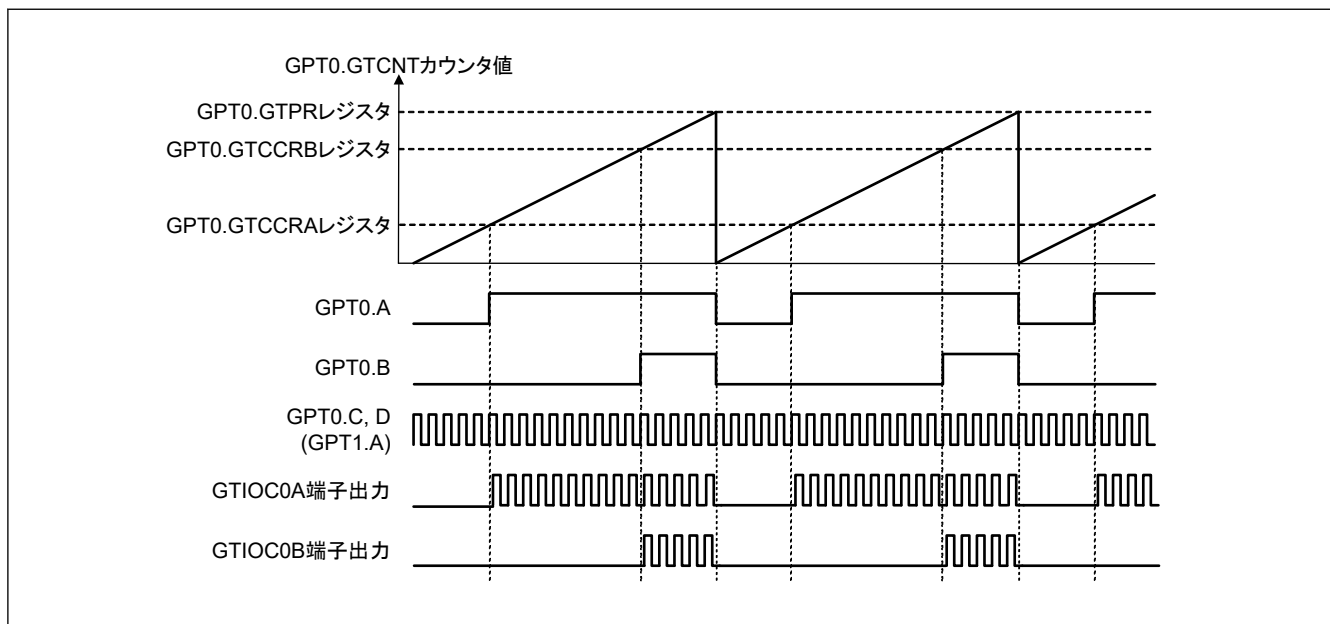 GPT0.GTCNTカウンタ値
GPT0.GTPRレジスタ
GPT0.GTCCRBレジスタ
GPT0.GTCCRAレジスタ
GPT0.A
GPT0.B
GPT0.C, D
(GPT1.A)
GTIOC0A端子出力
GTIOC0B端子出力